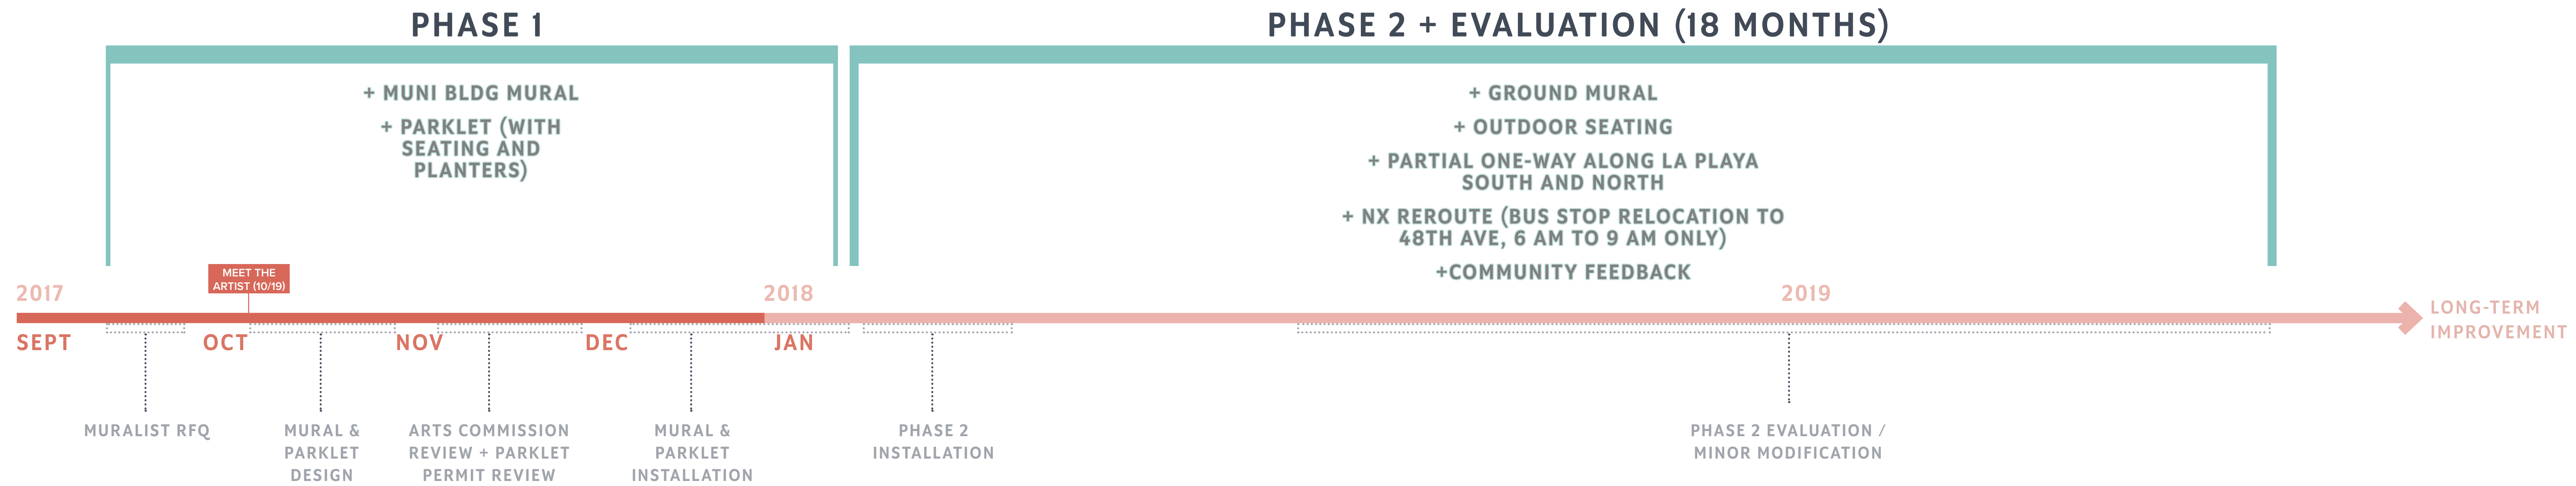 PHASE 1
PHASE 2 + EVALUATION (18 MONTHS)
+ MUNI BLDG MURAL
+ PARKLET (WITH
SEATING AND
PLANTERS)
+ GROUND MURAL
+ OUTDOOR SEATING
+ PARTIAL ONE-WAY ALONG LA PLAYA
SOUTH AND NORTH
+ NX REROUTE (BUS STOP RELOCATION TO
48TH AVE, 6 AM TO 9 AM ONLY)
+COMMUNITY FEEDBACK
MEET THE
ARTIST (10/19)
2017
2018
2019
SEPT
OCT
NOV
DEC
JAN
LONG-TERM
IMPROVEMENT
MURALIST RFQ
MURAL &
PARKLET
DESIGN
ARTS COMMISSION
REVIEW + PARKLET
PERMIT REVIEW
MURAL &
PARKLET
INSTALLATION
PHASE 2
INSTALLATION
PHASE 2 EVALUATION /
MINOR MODIFICATION